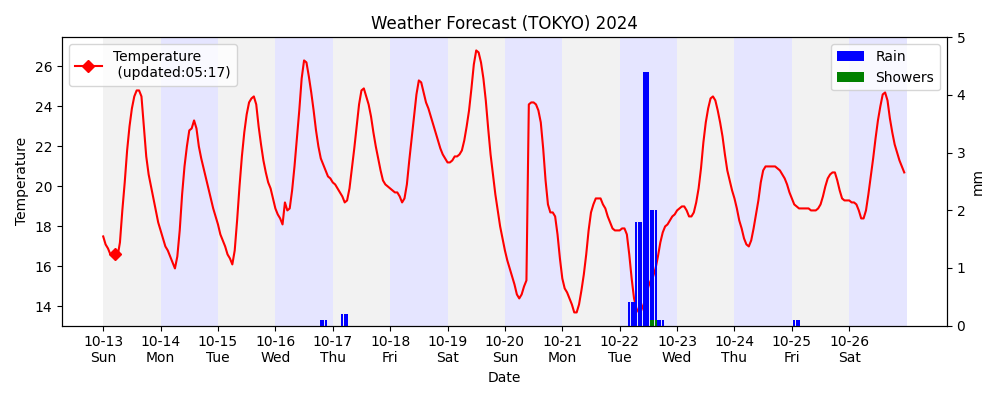 Weather Forecast (TOKYO) 2024
Temperature
(updated:05:17)
Rain
Showers
Temperature
26
24
22
20
18
16
14
5
4
3
2
1
0
mm
10-13 10-14 10-15 10-16 10-17 10-18 10-19 10-20 10-21 10-22 10-23 10-24 10-25 10-26
Sun Mon Tue Wed Thu Fri Sat Sun Mon Tue Wed Thu Fri Sat
Date